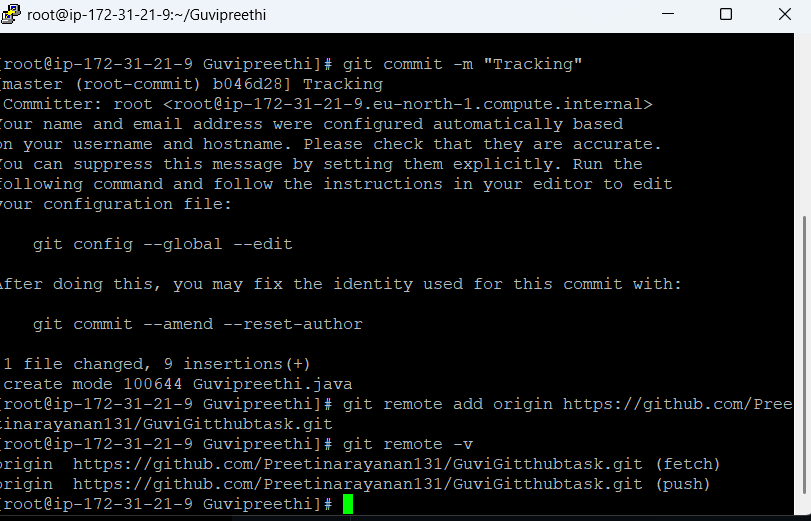 root@ip-172-31-21-9:~/Guvipreethi
[root@ip-172-31-21-9 Guvipreethi]# git commit -m "Tracking"
[master (root-commit) b046d28] Tracking
Committer: root <root@ip-172-31-21-9.eu-north-1.compute.internal>
Your name and email address were configured automatically based
on your username and hostname. Please check that they are accurate.
You can suppress this message by setting them explicitly. Run the
following command and follow the instructions in your editor to edit
your configuration file:
git config --global --edit
After doing this, you may fix the identity used for this commit with:
git commit --amend --reset-author
1 file changed, 9 insertions(+)
create mode 100644 Guvipreethi.java
[root@ip-172-31-21-9 Guvipreethi]# git remote add origin https://github.com/Pree
tinarayanan131/GuviGitthubtask.git
[root@ip-172-31-21-9 Guvipreethi]# git remote -v
origin  https://github.com/Preetinarayanan131/GuviGitthubtask.git (fetch)
origin  https://github.com/Preetinarayanan131/GuviGitthubtask.git (push)
[root@ip-172-31-21-9 Guvipreethi]#